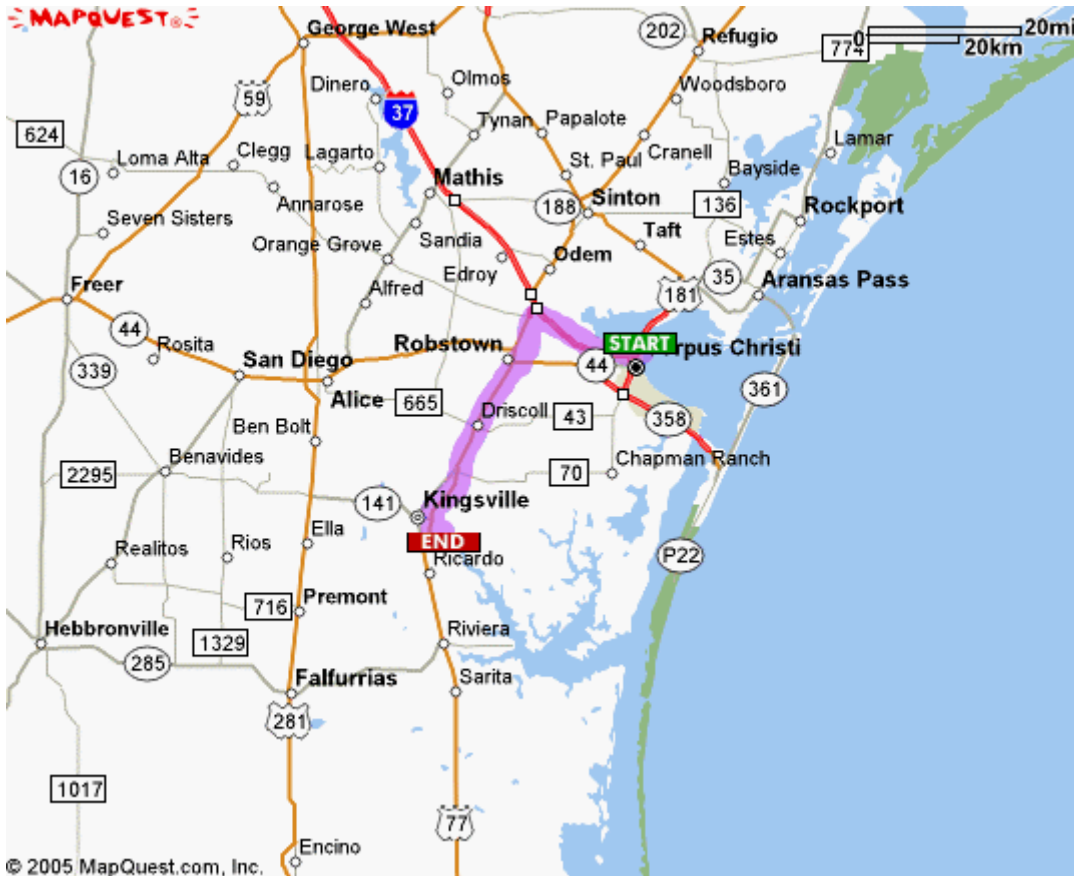 MAPQUEST
George West
202
Refugio
774
0
20mi
20km
Dinero
Olmos
Woodsboro
59
37
Tynan
Papalote
624
Lamar
Loma Alta
Clegg
Lagarto
St. Paul
Cranell
Bayside
16
Annarose
Mathis
Sinton
188
136
Rockport
Seven Sisters
Sandia
Taft
Estes
Orange Grove
Edroy
Odem
35
Aransas Pass
Freer
Alfred
181
44
Rosita
Robstown
START
rpus Christi
339
San Diego
44
361
Alice
665
Driscoll
43
358
Ben Bolt
Benavides
Chapman Ranch
2295
70
141
Kingsville
Ella
END
Realitos
Rios
Ricardo
P22
716
Premont
Hebbronville
1329
Riviera
285
Falfurrias
Sarita
281
1017
77
Encino
© 2005 MapQuest.com, Inc.